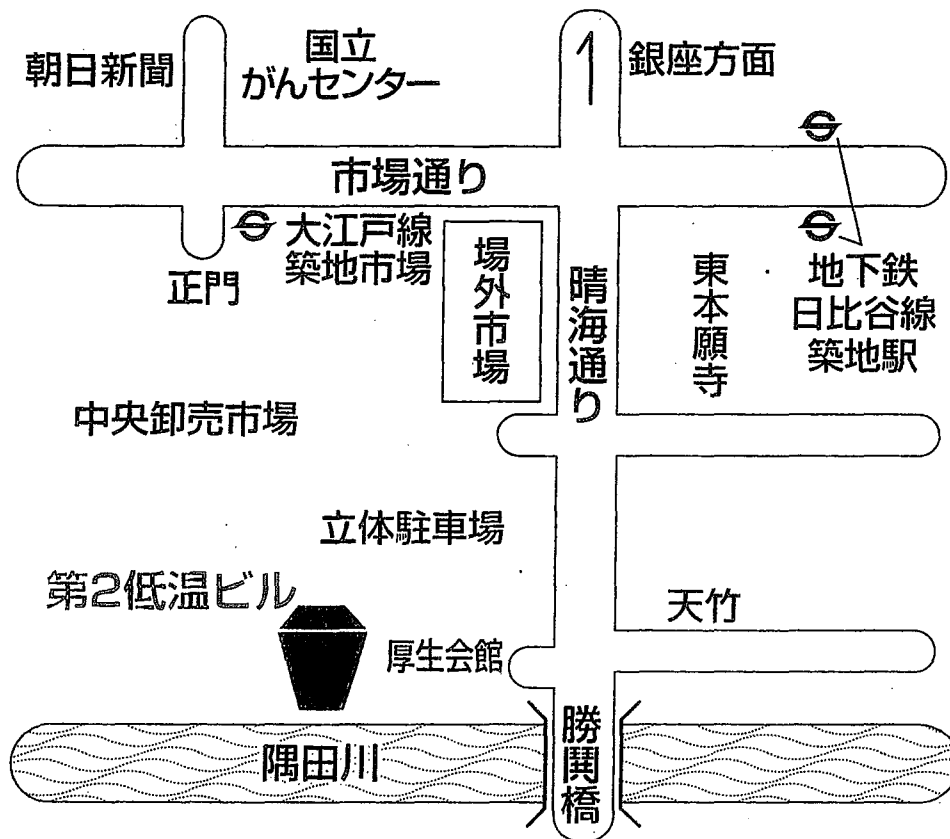 朝日新聞
国立
がんセンター
銀座方面
市場通り
大江戸線
築地市場
正門
場外市場
晴海通り
東本願寺
地下鉄
日比谷線
築地駅
中央卸売市場
立体駐車場
第2低温ビル
天竹
厚生会館
勝鬨橋
隅田川